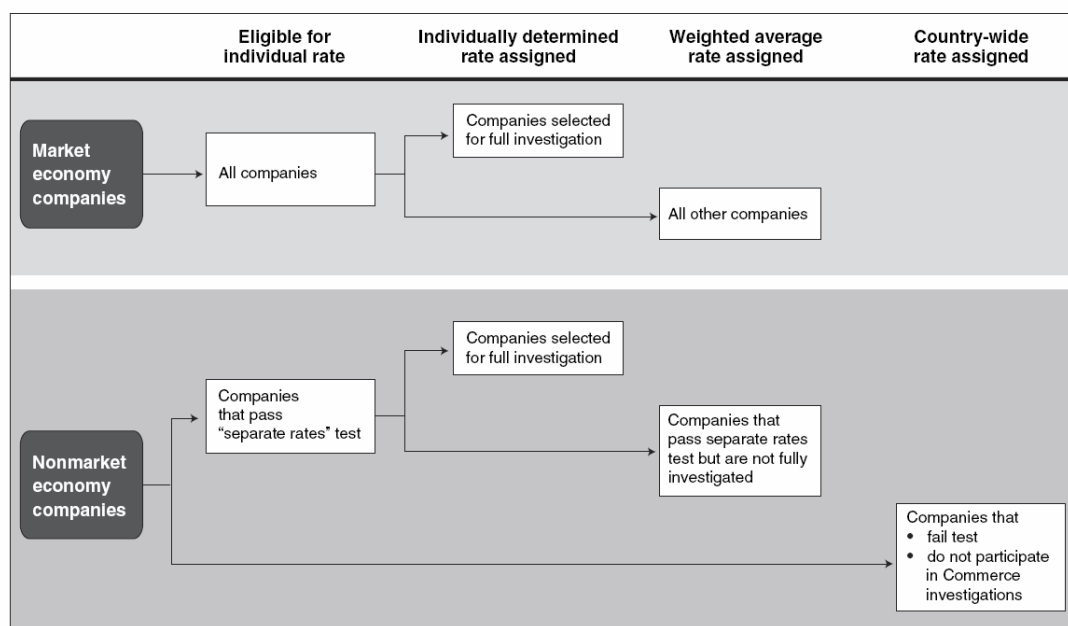 Eligible for
individual rate
Individually determined
rate assigned
Weighted average
rate assigned
Country-wide
rate assigned
Market
economy
companies
All companies
Companies selected
for full investigation
All other companies
Nonmarket
economy
companies
Companies
that pass
“separate rates” test
Companies selected
for full investigation
Companies that
pass separate rates
test but are not fully
investigated
Companies that
• fail test
• do not participate
in Commerce
investigations